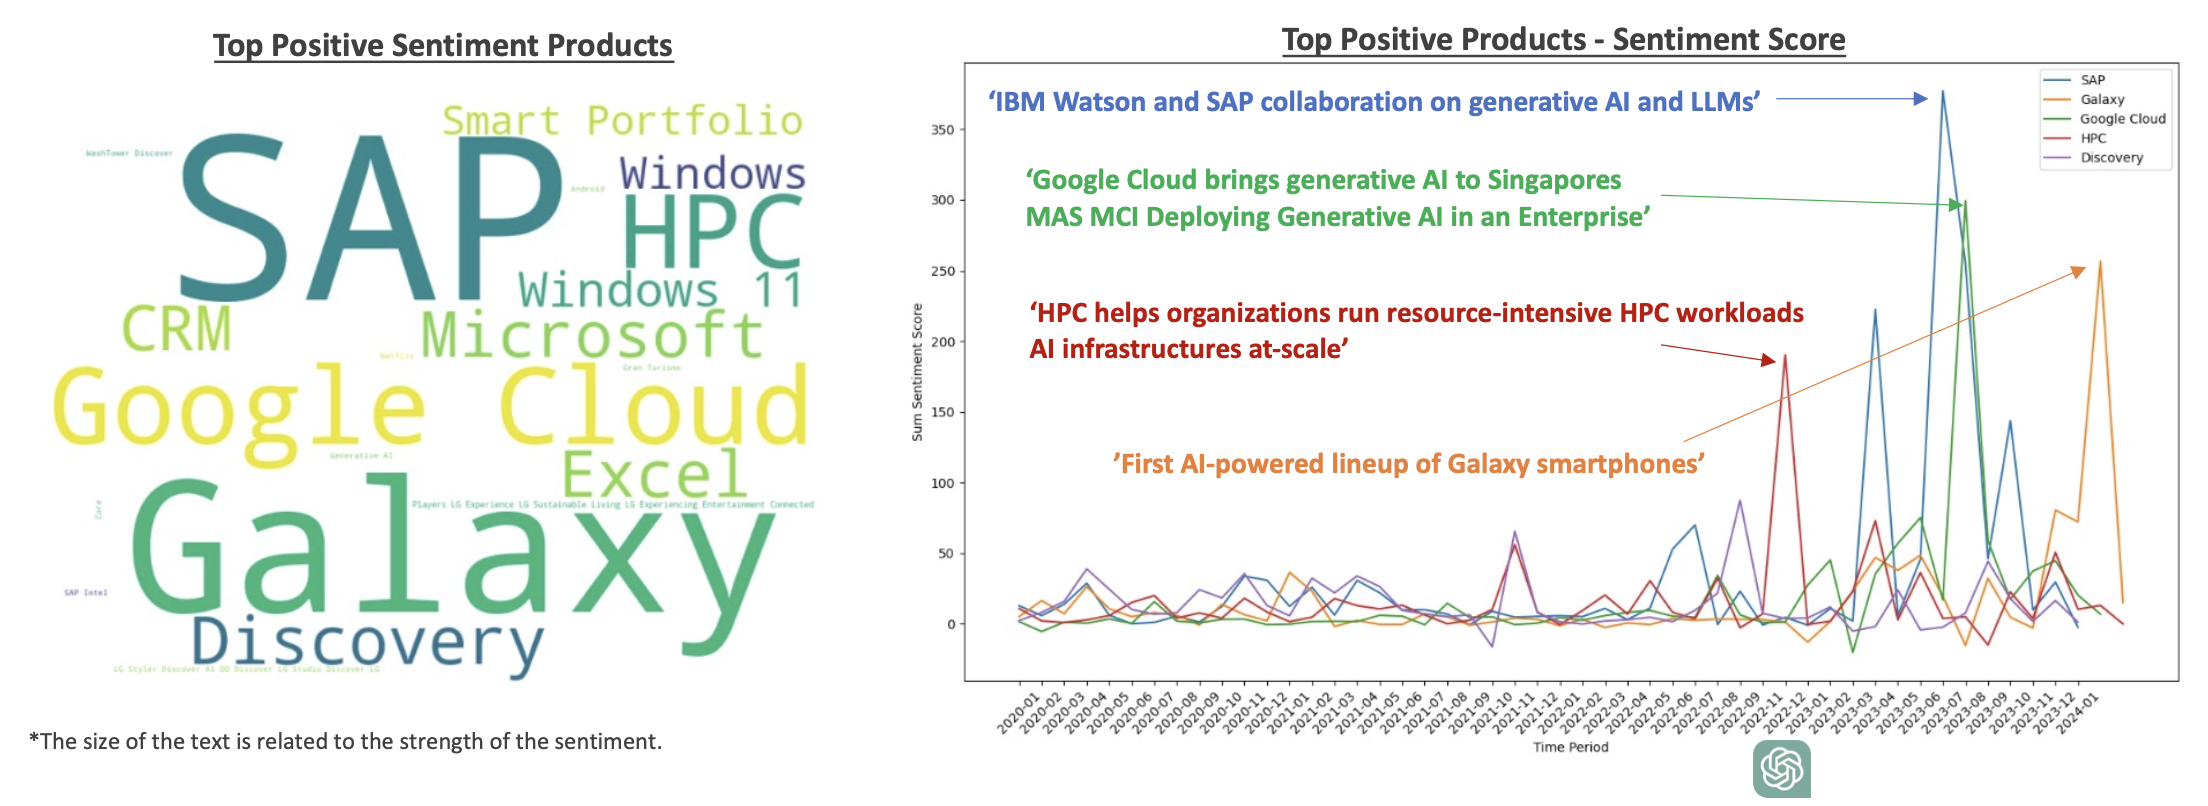 Top Positive Sentiment Products
Smart Portfolio
WashTower Discover
SAP
Windows
Android
HPC
Windows 11
CRM
Microsoft
Netflix
Gran Turismo
Google Cloud
Generative AI
Excel
Galaxy
Players LG Experience LG Sustainable Living LG Experiencing Entertainment Connected
Core
SAP Intel
Discovery
LG Styler Discover AI DD Discover LG Studio Discover LG
*The size of the text is related to the strength of the sentiment.
Top Positive Products - Sentiment Score
‘IBM Watson and SAP collaboration on generative AI and LLMs’
‘Google Cloud brings generative AI to Singapores
MAS MCI Deploying Generative AI in an Enterprise’
‘HPC helps organizations run resource-intensive HPC workloads
AI infrastructures at-scale’
’First AI-powered lineup of Galaxy smartphones’
SAP
Galaxy
Google Cloud
HPC
Discovery
Sum Sentiment Score
350
300
250
200
150
100
50
0
2020-01
2020-02
2020-03
2020-04
2020-05
2020-06
2020-07
2020-08
2020-09
2020-10
2020-11
2020-12
2021-01
2021-02
2021-03
2021-04
2021-05
2021-06
2021-07
2021-08
2021-09
2021-10
2021-11
2021-12
2022-01
2022-02
2022-03
2022-04
2022-05
2022-06
2022-07
2022-08
2022-09
2022-11
2022-12
2023-01
2023-02
2023-03
2023-04
2023-05
2023-06
2023-07
2023-08
2023-09
2023-10
2023-11
2023-12
2024-01
Time Period